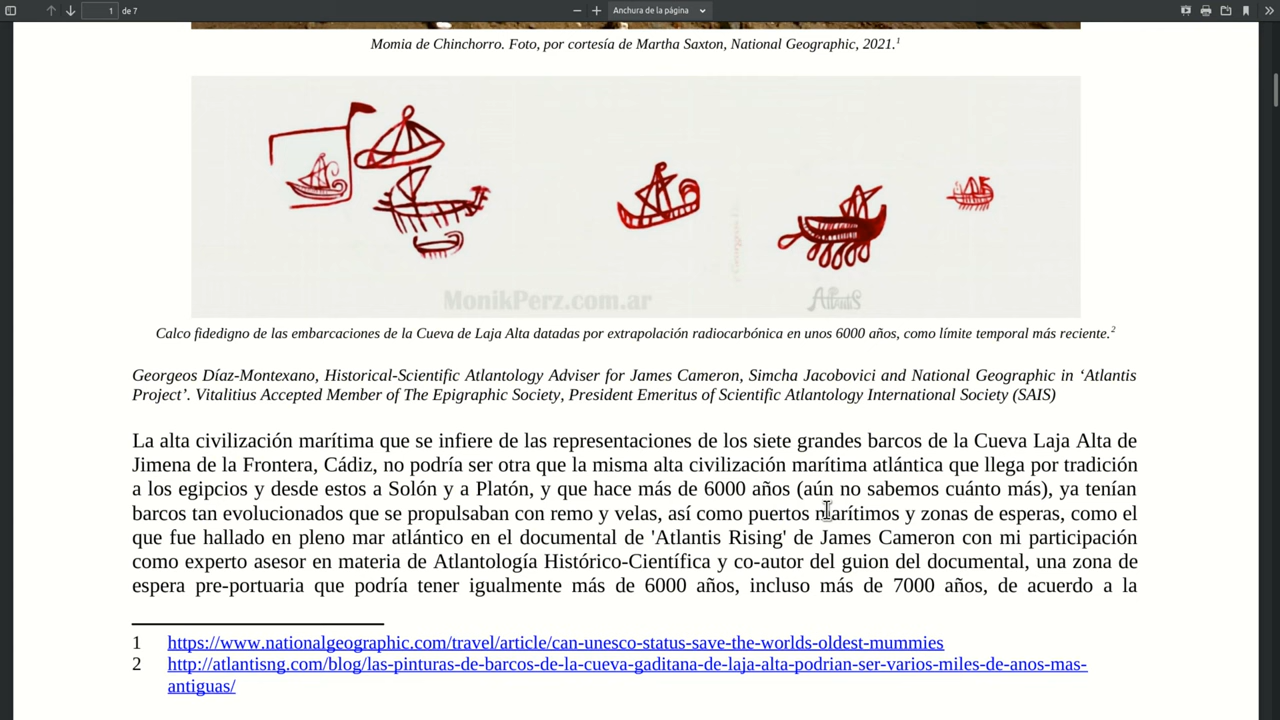 1 de 7 Anchura de la página
Momia de Chinchorro. Foto, por cortesía de Martha Saxton, National Geographic, 2021.1
MonikPerz.com.ar
Calco fidedigno de las embarcaciones de la Cueva de Laja Alta datadas por extrapolación radiocarbónica en unos 6000 años, como límite temporal más reciente.2
Georgeos Díaz-Montexano, Historical-Scientific Atlantology Adviser for James Cameron, Simcha Jacobovici and National Geographic in ‘Atlantis
Project’. Vitalitius Accepted Member of The Epigraphic Society, President Emeritus of Scientific Atlantology International Society (SAIS)
La alta civilización marítima que se infiere de las representaciones de los siete grandes barcos de la Cueva Laja Alta de
Jimena de la Frontera, Cádiz, no podría ser otra que la misma alta civilización marítima atlántica que llega por tradición
a los egipcios y desde estos a Solón y a Platón, y que hace más de 6000 años (aún no sabemos cuánto más), ya tenían
barcos tan evolucionados que se propulsaban con remo y velas, así como puertos marítimos y zonas de esperas, como el
que fue hallado en pleno mar atlántico en el documental de 'Atlantis Rising' de James Cameron con mi participación
como experto asesor en materia de Atlantología Histórico-Científica y co-autor del guion del documental, una zona de
espera pre-portuaria que podría tener igualmente más de 6000 años, incluso más de 7000 años, de acuerdo a la
1 https://www.nationalgeographic.com/travel/article/can-unesco-status-save-the-worlds-oldest-mummies
2 http://atlantisng.com/blog/las-pinturas-de-barcos-de-la-cueva-gaditana-de-laja-alta-podrian-ser-varios-miles-de-anos-mas-
antiguas/